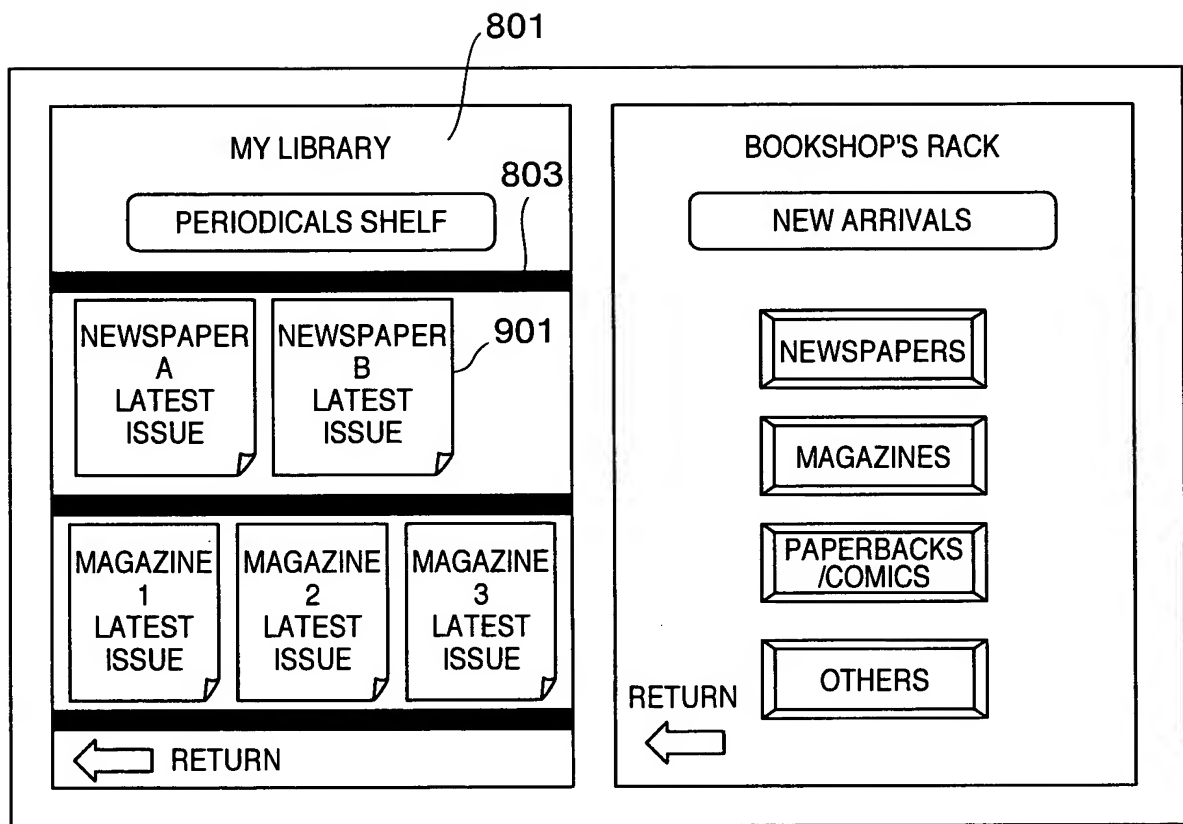 801
MY LIBRARY
803
PERIODICALS SHELF
NEWSPAPER
A
LATEST
ISSUE
NEWSPAPER
B
LATEST
ISSUE
901
MAGAZINE
1
LATEST
ISSUE
MAGAZINE
2
LATEST
ISSUE
MAGAZINE
3
LATEST
ISSUE
RETURN
BOOKSHOP'S RACK
NEW ARRIVALS
NEWSPAPERS
MAGAZINES
PAPERBACKS
/COMICS
OTHERS
RETURN